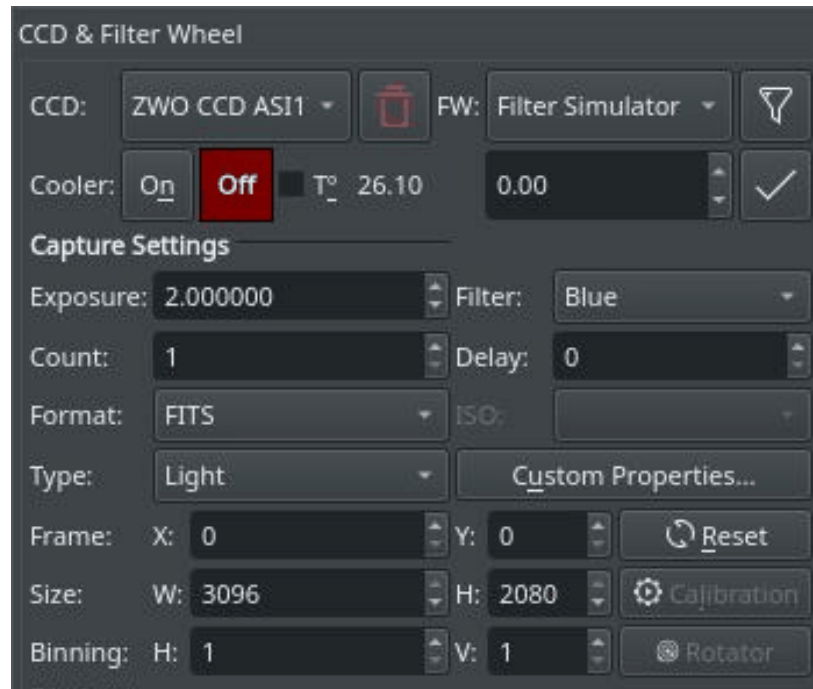 CCD & Filter Wheel
CCD: ZWO CCD ASI1 FW: Filter Simulator
Cooler: On Off Tº 26.10 0.00
Capture Settings
Exposure: 2.000000 Filter: Blue
Count: 1 Delay: 0
Format: FITS ISO:
Type: Light Custom Properties...
Frame: X: 0 Y: 0 Reset
Size: W: 3096 H: 2080 Calibration
Binning: H: 1 V: 1 Rotator